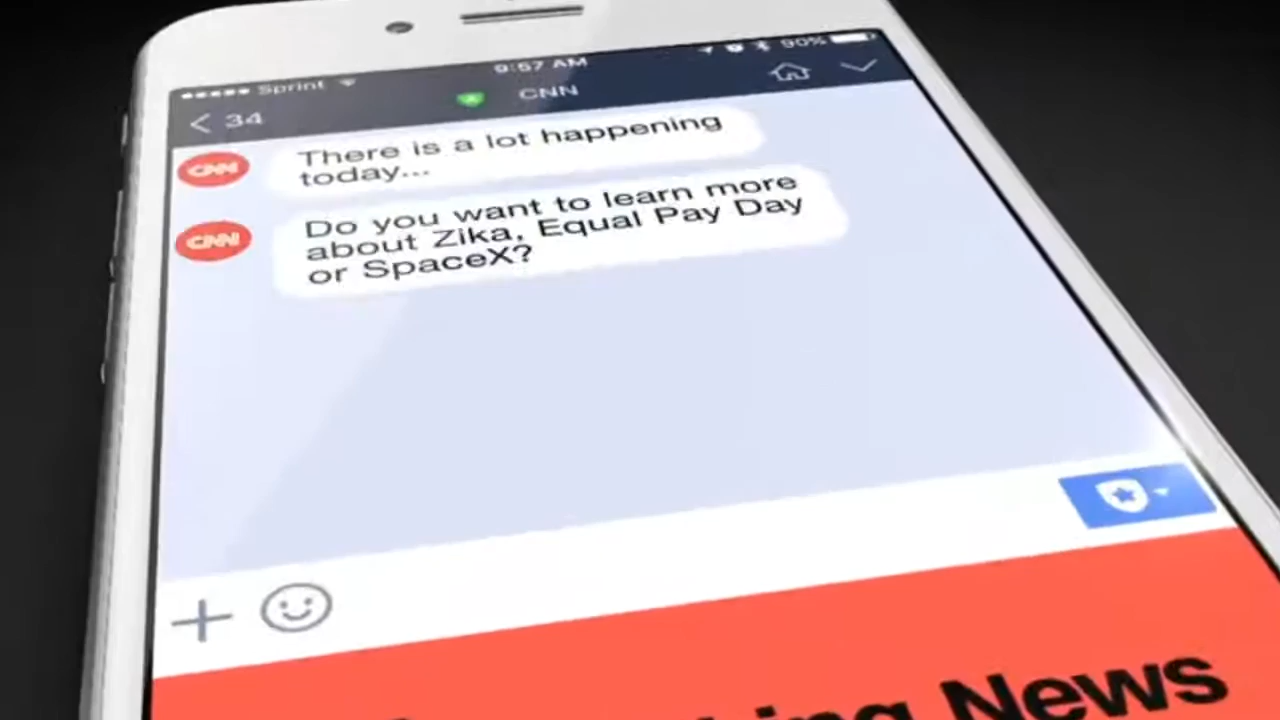 Sprint
9:57 AM
90%
34
CNN
CNN
There is a lot happening
today...
CNN
Do you want to learn more
about Zika, Equal Pay Day
or SpaceX?
News